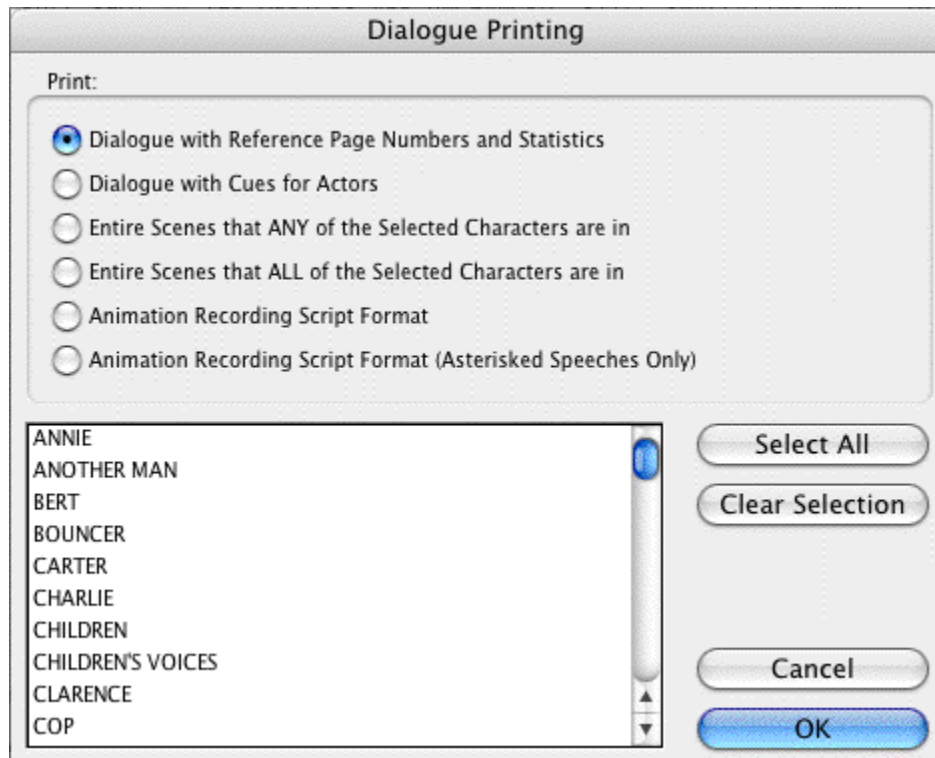 Dialogue Printing
Print:
Dialogue with Reference Page Numbers and Statistics
Dialogue with Cues for Actors
Entire Scenes that ANY of the Selected Characters are in
Entire Scenes that ALL of the Selected Characters are in
Animation Recording Script Format
Animation Recording Script Format (Asterisked Speeches Only)
ANNIE
ANOTHER MAN
BERT
BOUNCER
CARTER
CHARLIE
CHILDREN
CHILDREN'S VOICES
CLARENCE
COP
Select All
Clear Selection
Cancel
OK